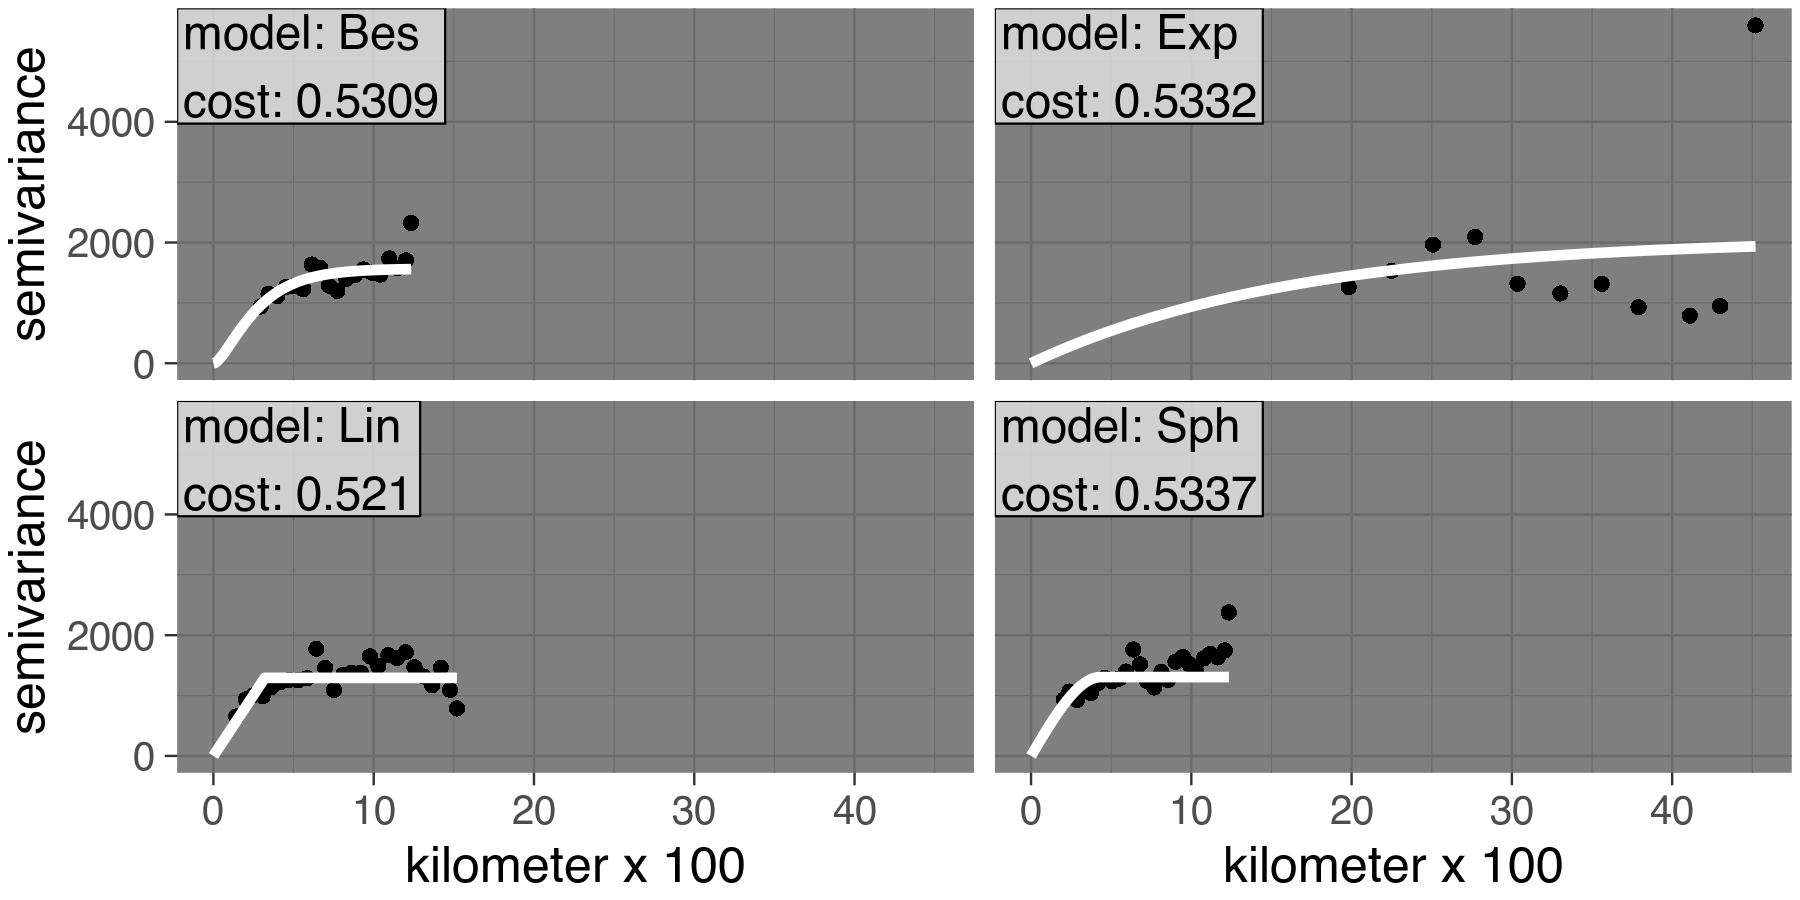 model: Bes
cost: 0.5309
model: Exp
cost: 0.5332
semivariance
4000
2000
0
model: Lin
cost: 0.521
model: Sph
cost: 0.5337
semivariance
4000
2000
0
0 10 20 30 40
0 10 20 30 40
kilometer x 100
kilometer x 100